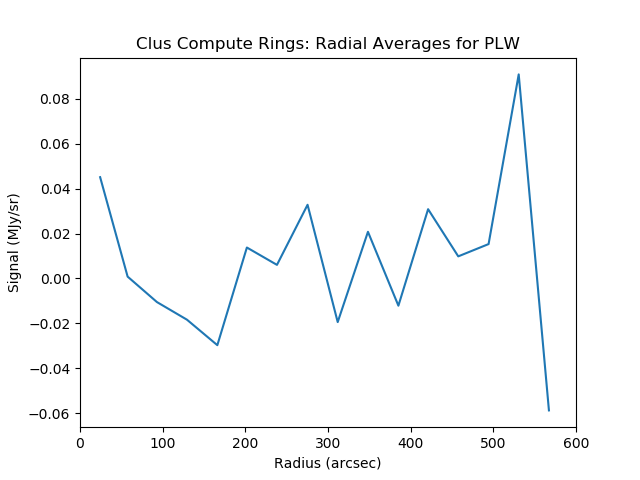 Clus Compute Rings: Radial Averages for PLW
Signal (MJy/sr)
0.08
0.06
0.04
0.02
0.00
−0.02
−0.04
−0.06
0 100 200 300 400 500 600
Radius (arcsec)